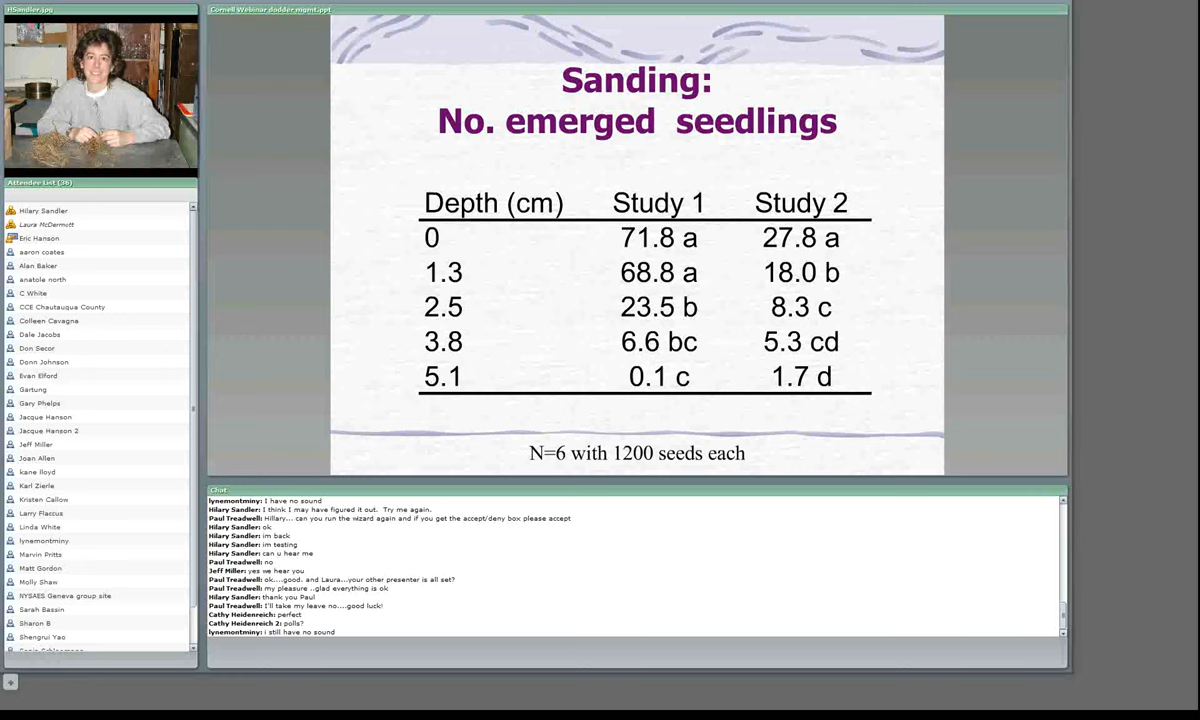 HSandler.jpg
Cornell Webinar dodder mgmt.ppt
Sanding:
No. emerged seedlings
Depth (cm) Study 1 Study 2
0 71.8 a 27.8 a
1.3 68.8 a 18.0 b
2.5 23.5 b 8.3 c
3.8 6.6 bc 5.3 cd
5.1 0.1 c 1.7 d
N=6 with 1200 seeds each
Attendee List (36)
Hilary Sandler
Laura McDermott
Eric Hanson
aaron coates
Alan Baker
anatole north
C White
CCE Chautauqua County
Colleen Cavagna
Dale Jacobs
Don Secor
Donn Johnson
Evan Elford
Gartung
Gary Phelps
Jacque Hanson
Jacque Hanson 2
Jeff Miller
Joan Allen
kane lloyd
Karl Zierle
Kristen Callow
Larry Flaccus
Linda White
lynemontminy
Marvin Pritts
Matt Gordon
Molly Shaw
NYSAES Geneva group site
Sarah Bassin
Sharon B
Shengrui Yao
Chat
lynemontminy: I have no sound
Hilary Sandler: I think I may have figured it out. Try me again.
Paul Treadwell: Hillary... can you run the wizard again and if you get the accept/deny box please accept
Hilary Sandler: ok
Hilary Sandler: im back
Hilary Sandler: im testing
Hilary Sandler: can u hear me
Paul Treadwell: no
Jeff Miller: yes we hear you
Paul Treadwell: ok....good. and Laura...your other presenter is all set?
Paul Treadwell: my pleasure ..glad everything is ok
Hilary Sandler: thank you Paul
Paul Treadwell: I'll take my leave no....good luck!
Cathy Heidenreich: perfect
Cathy Heidenreich 2: polls?
lynemontminy: i still have no sound